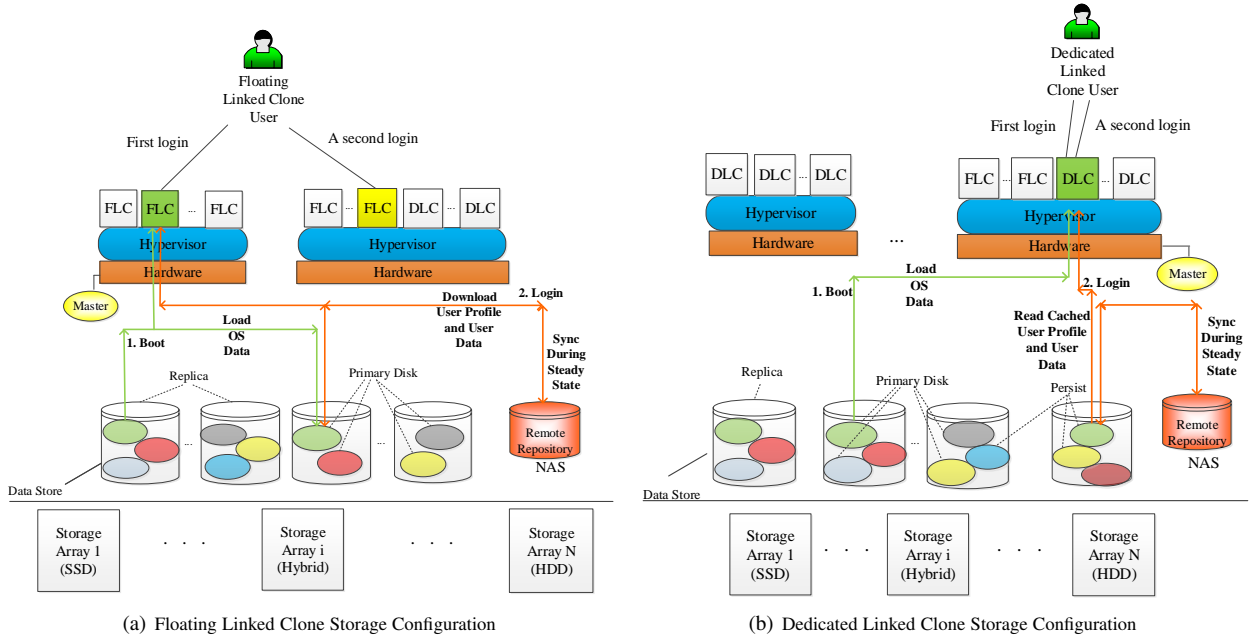 Floating
Linked Clone
User
First login
A second login
FLC
FLC
...
FLC
FLC
...
FLC
DLC
...
DLC
Hypervisor
Hypervisor
Hardware
Hardware
Master
1. Boot
Load
OS
Data
Download
User Profile
and User
Data
2. Login
Sync
During
Steady
State
Replica
Primary Disk
...
...
Remote
Repository
NAS
Data Store
Storage
Array 1
(SSD)
. . .
Storage
Array i
(Hybrid)
. . .
Storage
Array N
(HDD)
(a) Floating Linked Clone Storage Configuration
Dedicated
Linked
Clone User
First login
A second login
DLC
DLC
...
DLC
FLC
...
FLC
DLC
...
DLC
Hypervisor
Hypervisor
Hardware
...
Hardware
Master
1. Boot
Load
OS
Data
2. Login
Read Cached
User Profile
and User
Data
Sync
During
Steady
State
Replica
Primary Disk
Persist
...
Remote
Repository
NAS
Data Store
Storage
Array 1
(SSD)
. . .
Storage
Array i
(Hybrid)
. . .
Storage
Array N
(HDD)
(b) Dedicated Linked Clone Storage Configuration